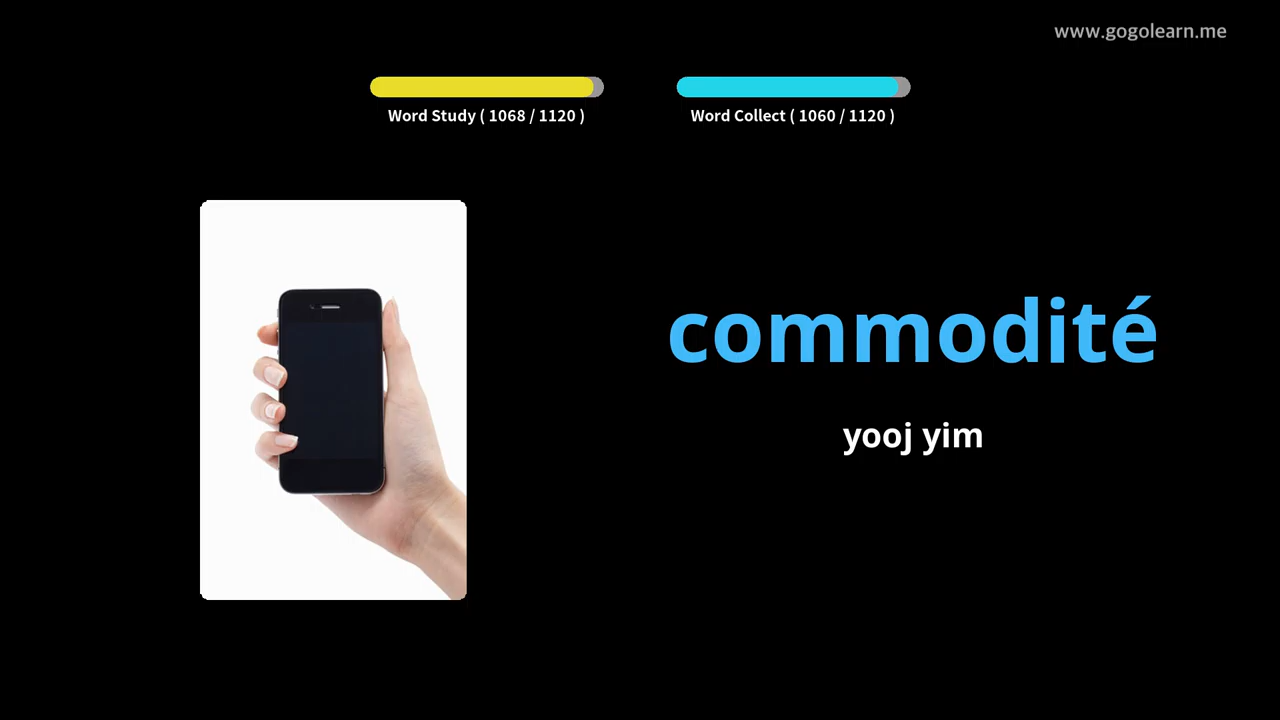 www.gogolearn.me
Word Study ( 1068 / 1120 )
Word Collect ( 1060 / 1120 )
commodité
yooj yim